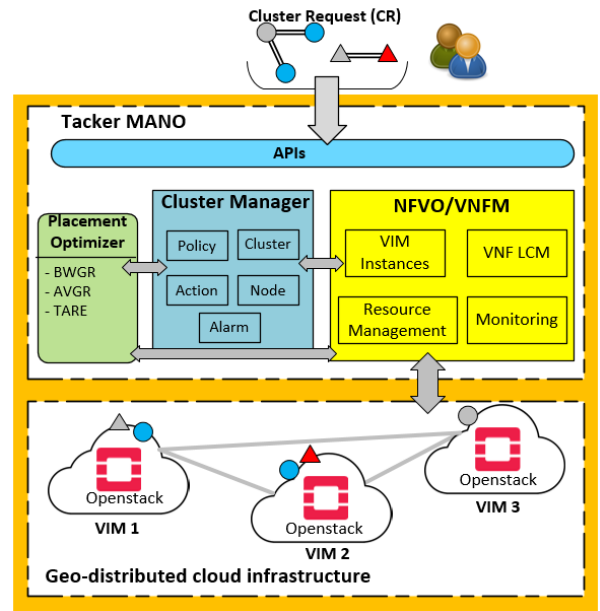 Cluster Request (CR)
Tacker MANO
APIs
Placement
Optimizer
- BWGR
- AVGR
- TARE
Cluster Manager
Policy
Cluster
Action
Node
Alarm
NFVO/VNFM
VIM
Instances
VNF LCM
Resource
Management
Monitoring
Openstack
VIM 1
Openstack
VIM 2
Openstack
VIM 3
Geo-distributed cloud infrastructure